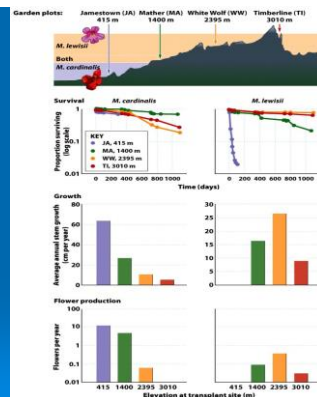 Garden plots: Jamestown (JA) Mather (MA) White Wolf (WW) Timberline (TI)
415 m 1400 m 2395 m 3010 m
M. lewisii
Both
M. cardinalis
Survival M. cardinalis M. lewisii
Proportion surviving
(log scale)
1.0
0.1
0.01
KEY
JA, 415 m
MA, 1400 m
WW, 2395 m
TI, 3010 m
0 200 400 600 800 1000 0 200 400 600 800 1000
Time (days)
Growth
Average annual stem growth
(cm per year)
80
60
40
20
0
30
25
20
15
10
5
0
Flower production
Flowers per year
100
10
1
0.1
0.01
415 1400 2395 3010 415 1400 2395 3010
Elevation at transplant site (m)